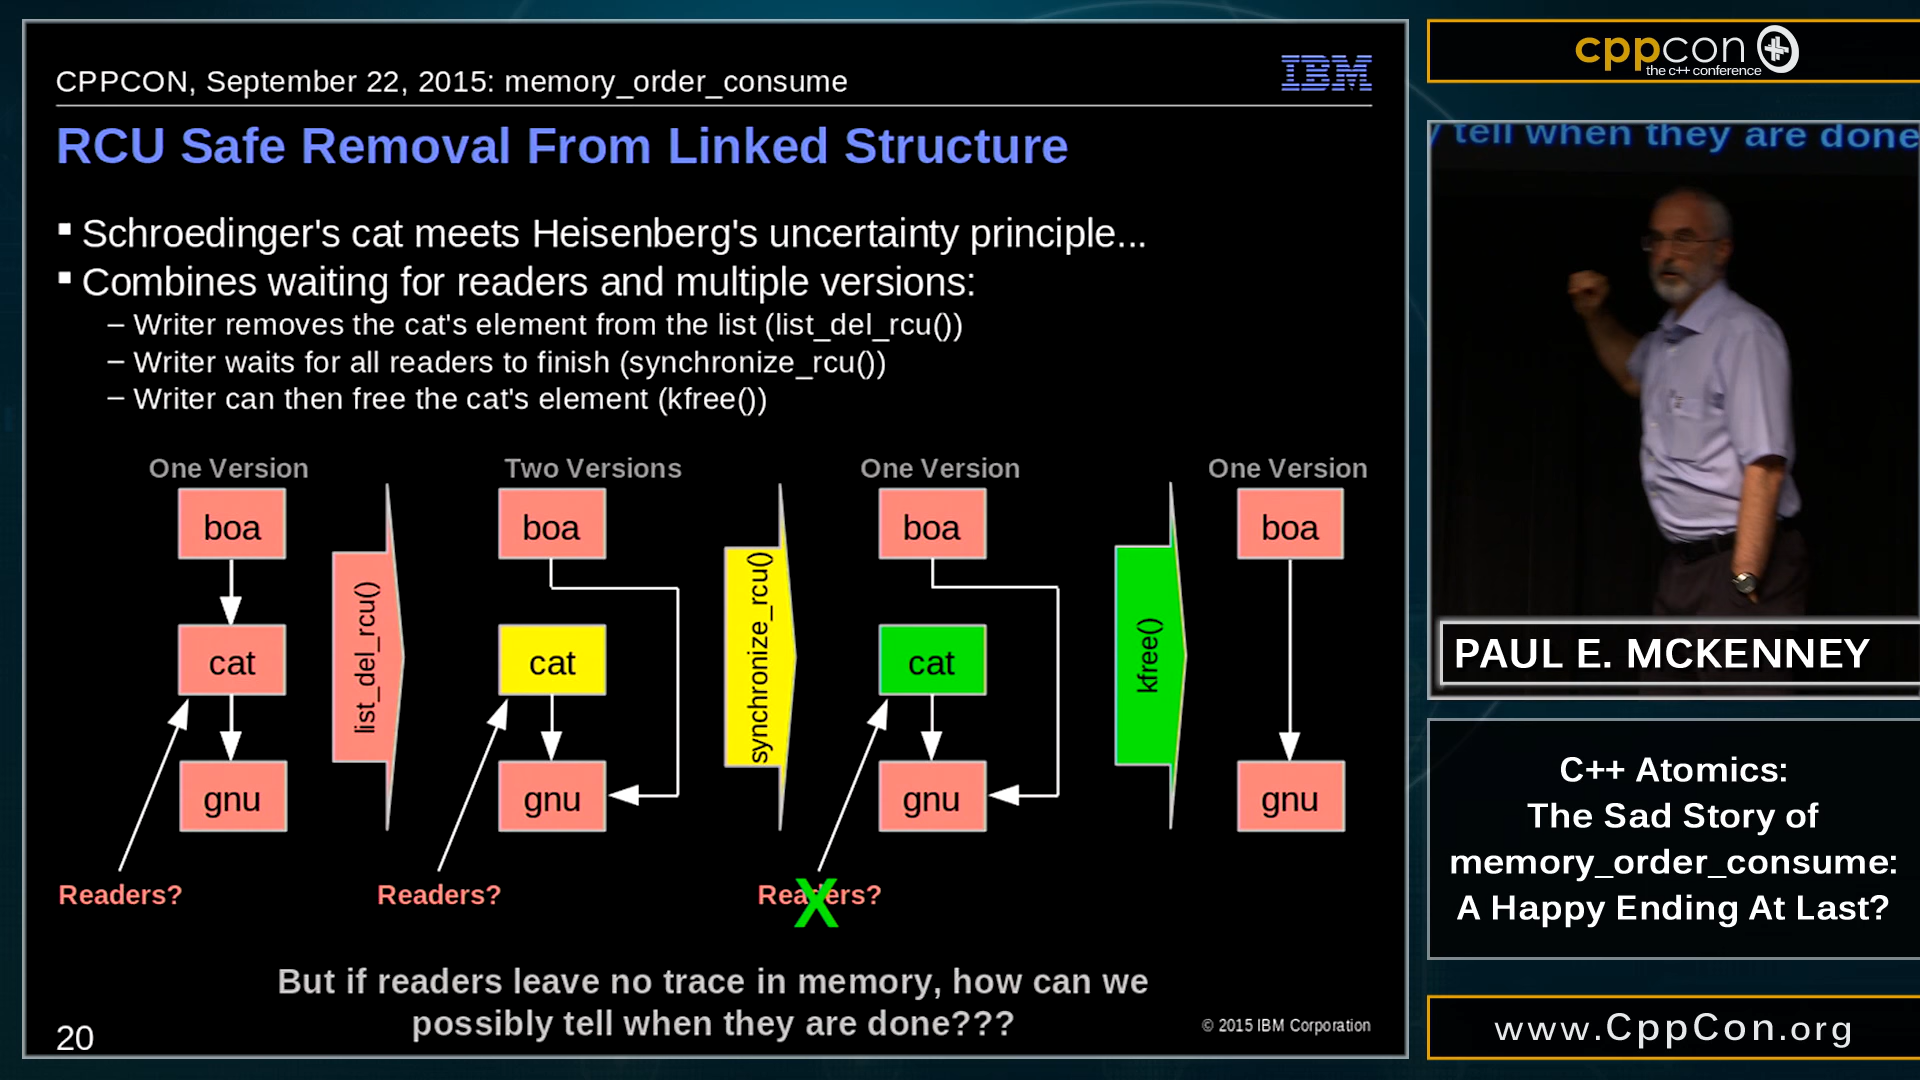 CPPCON, September 22, 2015: memory_order_consume
IBM
RCU Safe Removal From Linked Structure
Schroedinger's cat meets Heisenberg's uncertainty principle...
Combines waiting for readers and multiple versions:
– Writer removes the cat's element from the list (list_del_rcu())
– Writer waits for all readers to finish (synchronize_rcu())
– Writer can then free the cat's element (kfree())
One Version
Two Versions
One Version
One Version
boa
boa
boa
boa
list_del_rcu()
synchronize_rcu()
kfree()
cat
cat
cat
gnu
gnu
gnu
gnu
Readers?
Readers?
Readers?
X
But if readers leave no trace in memory, how can we
possibly tell when they are done???
20
© 2015 IBM Corporation
cppcon
the c++ conference
tell when they are done
PAUL E. MCKENNEY
C++ Atomics:
The Sad Story of
memory_order_consume:
A Happy Ending At Last?
www.CppCon.org